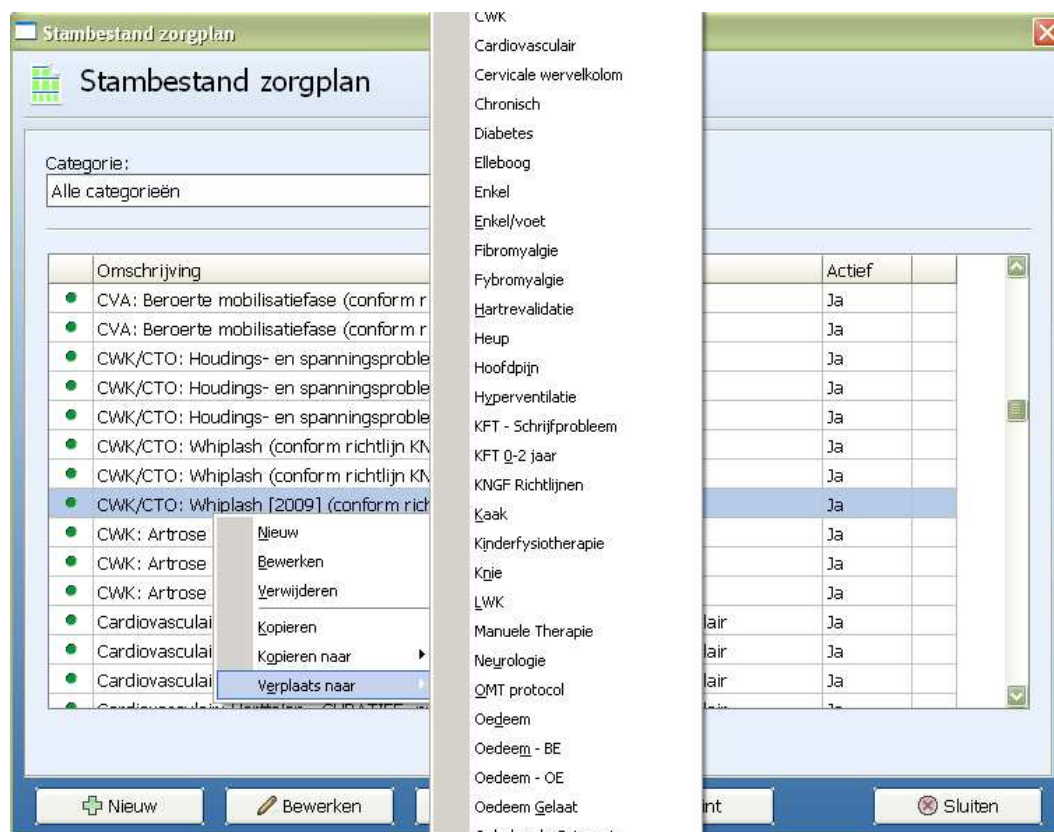 Stambestand zorgplan
Stambestand zorgplan
Categorie:
Alle categorieën
Omschrijving
Actief
CVA: Beroerte mobilisatiefase (conform r
Ja
CVA: Beroerte mobilisatiefase (conform r
Ja
CWK/CTO: Houdings- en spanningsproble
Ja
CWK/CTO: Houdings- en spanningsproble
Ja
CWK/CTO: Houdings- en spanningsproble
Ja
CWK/CTO: Whiplash (conform richtlijn KN
Ja
CWK/CTO: Whiplash (conform richtlijn KN
Ja
CWK/CTO: Whiplash [2009] (conform rich
Ja
CWK: Artrose
Ja
CWK: Artrose
Ja
CWK: Artrose
Ja
Cardiovasculai
lair
Ja
Cardiovasculai
lair
Ja
Cardiovasculai
lair
Ja
Nieuw
Bewerken
Verwijderen
Kopieren
Kopieren naar
Verplaats naar
CWK
Cardiovasculair
Cervicale wervelkolom
Chronisch
Diabetes
Elleboog
Enkel
Enkel/voet
Fibromyalgie
Fybromyalgie
Hartrevalidatie
Heup
Hoofdpijn
Hyperventilatie
KFT - Schrijfprobleem
KFT 0-2 jaar
KNGF Richtlijnen
Kaak
Kinderfysiotherapie
Knie
LWK
Manuele Therapie
Neurologie
OMT protocol
Oedeem
Oedeem - BE
Oedeem - OE
Oedeem Gelaat
Nieuw
Bewerken
int
Sluiten